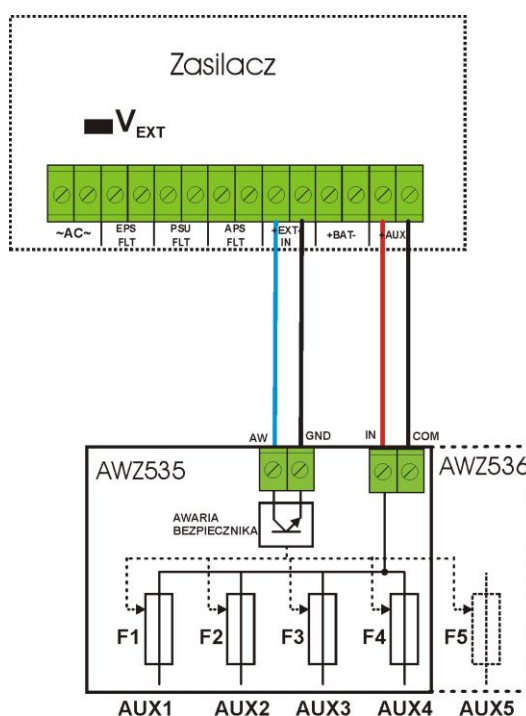 Zasilacz
VEXT
~AC~ EPS FLT PSU FLT APS FLT +EXT- IN +BAT- +AUX
AW GND IN COM
AWZ535 AWZ536
AWARIA
BEZPIECZNIKA
F1 F2 F3 F4 F5
AUX1 AUX2 AUX3 AUX4 AUX5